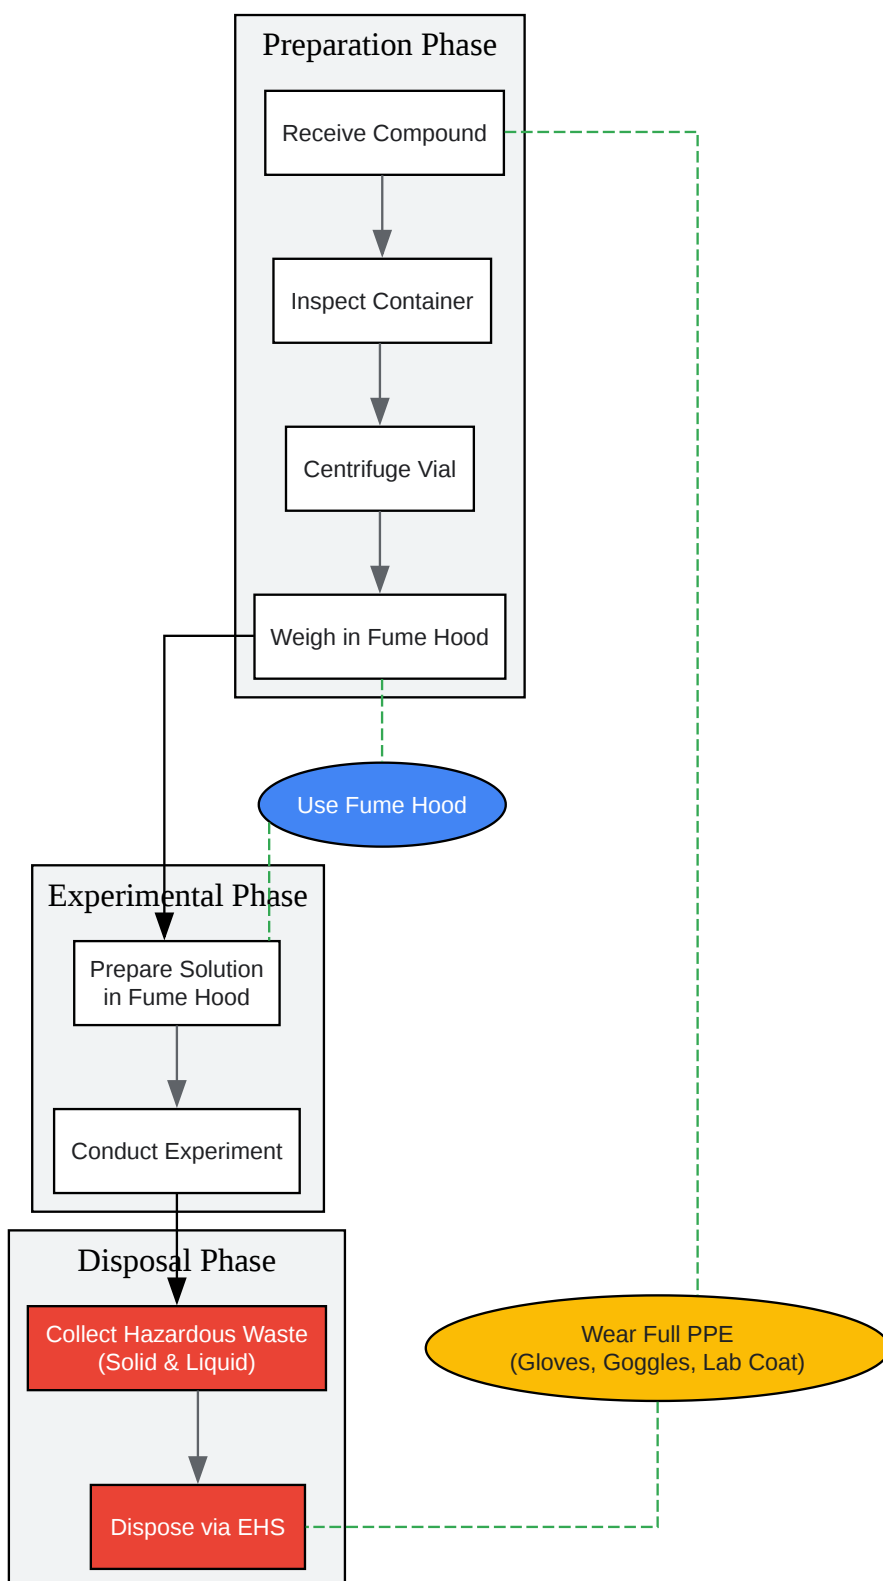 Preparation Phase
Receive Compound
Inspect Container
Centrifuge Vial
Weigh in Fume Hood
Use Fume Hood
Experimental Phase
Prepare Solution
in Fume Hood
Conduct Experiment
Disposal Phase
Collect Hazardous Waste
(Solid & Liquid)
Wear Full PPE
(Gloves, Goggles, Lab Coat)
Dispose via EHS